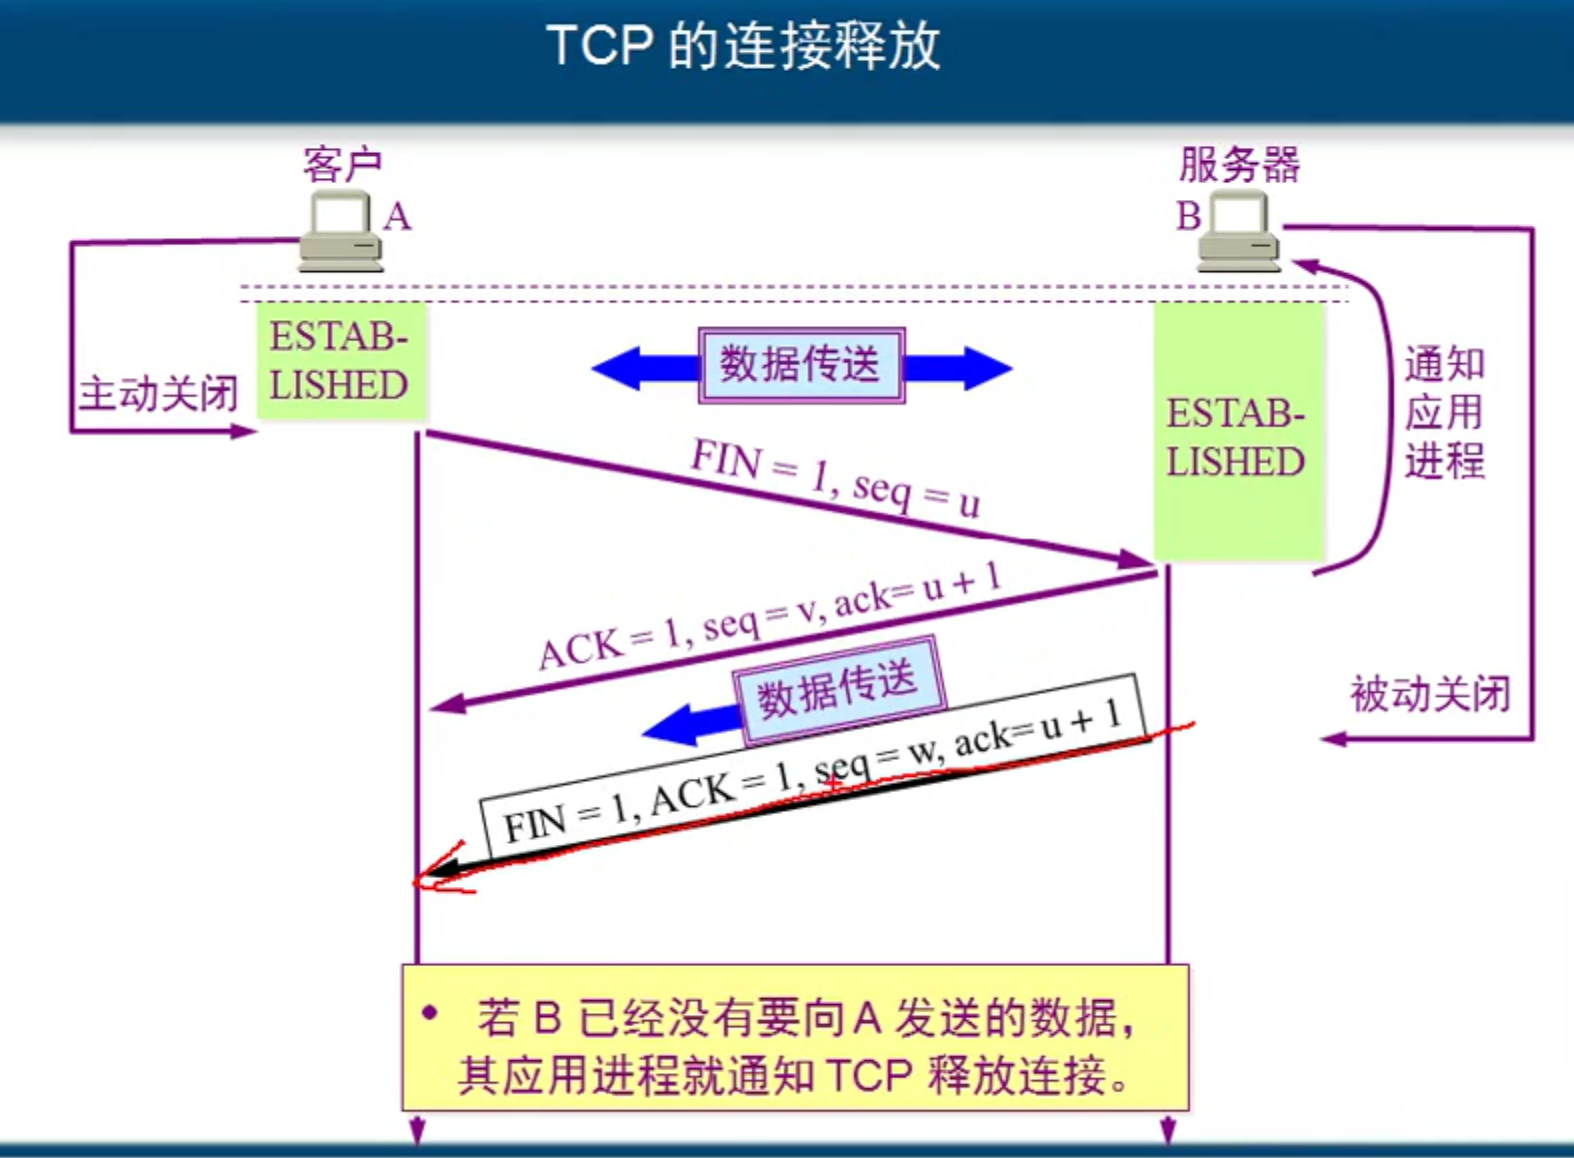 TCP 的连接释放
客户
A
服务器
B
ESTAB-
LISHED
主动关闭
数据传送
ESTAB-
LISHED
通知
应用
进程
FIN = 1, seq = u
ACK = 1, seq = v, ack= u + 1
数据传送
被动关闭
FIN = 1, ACK = 1, seq = w, ack= u + 1
• 若 B 已经没有要向 A 发送的数据，
其应用进程就通知 TCP 释放连接。